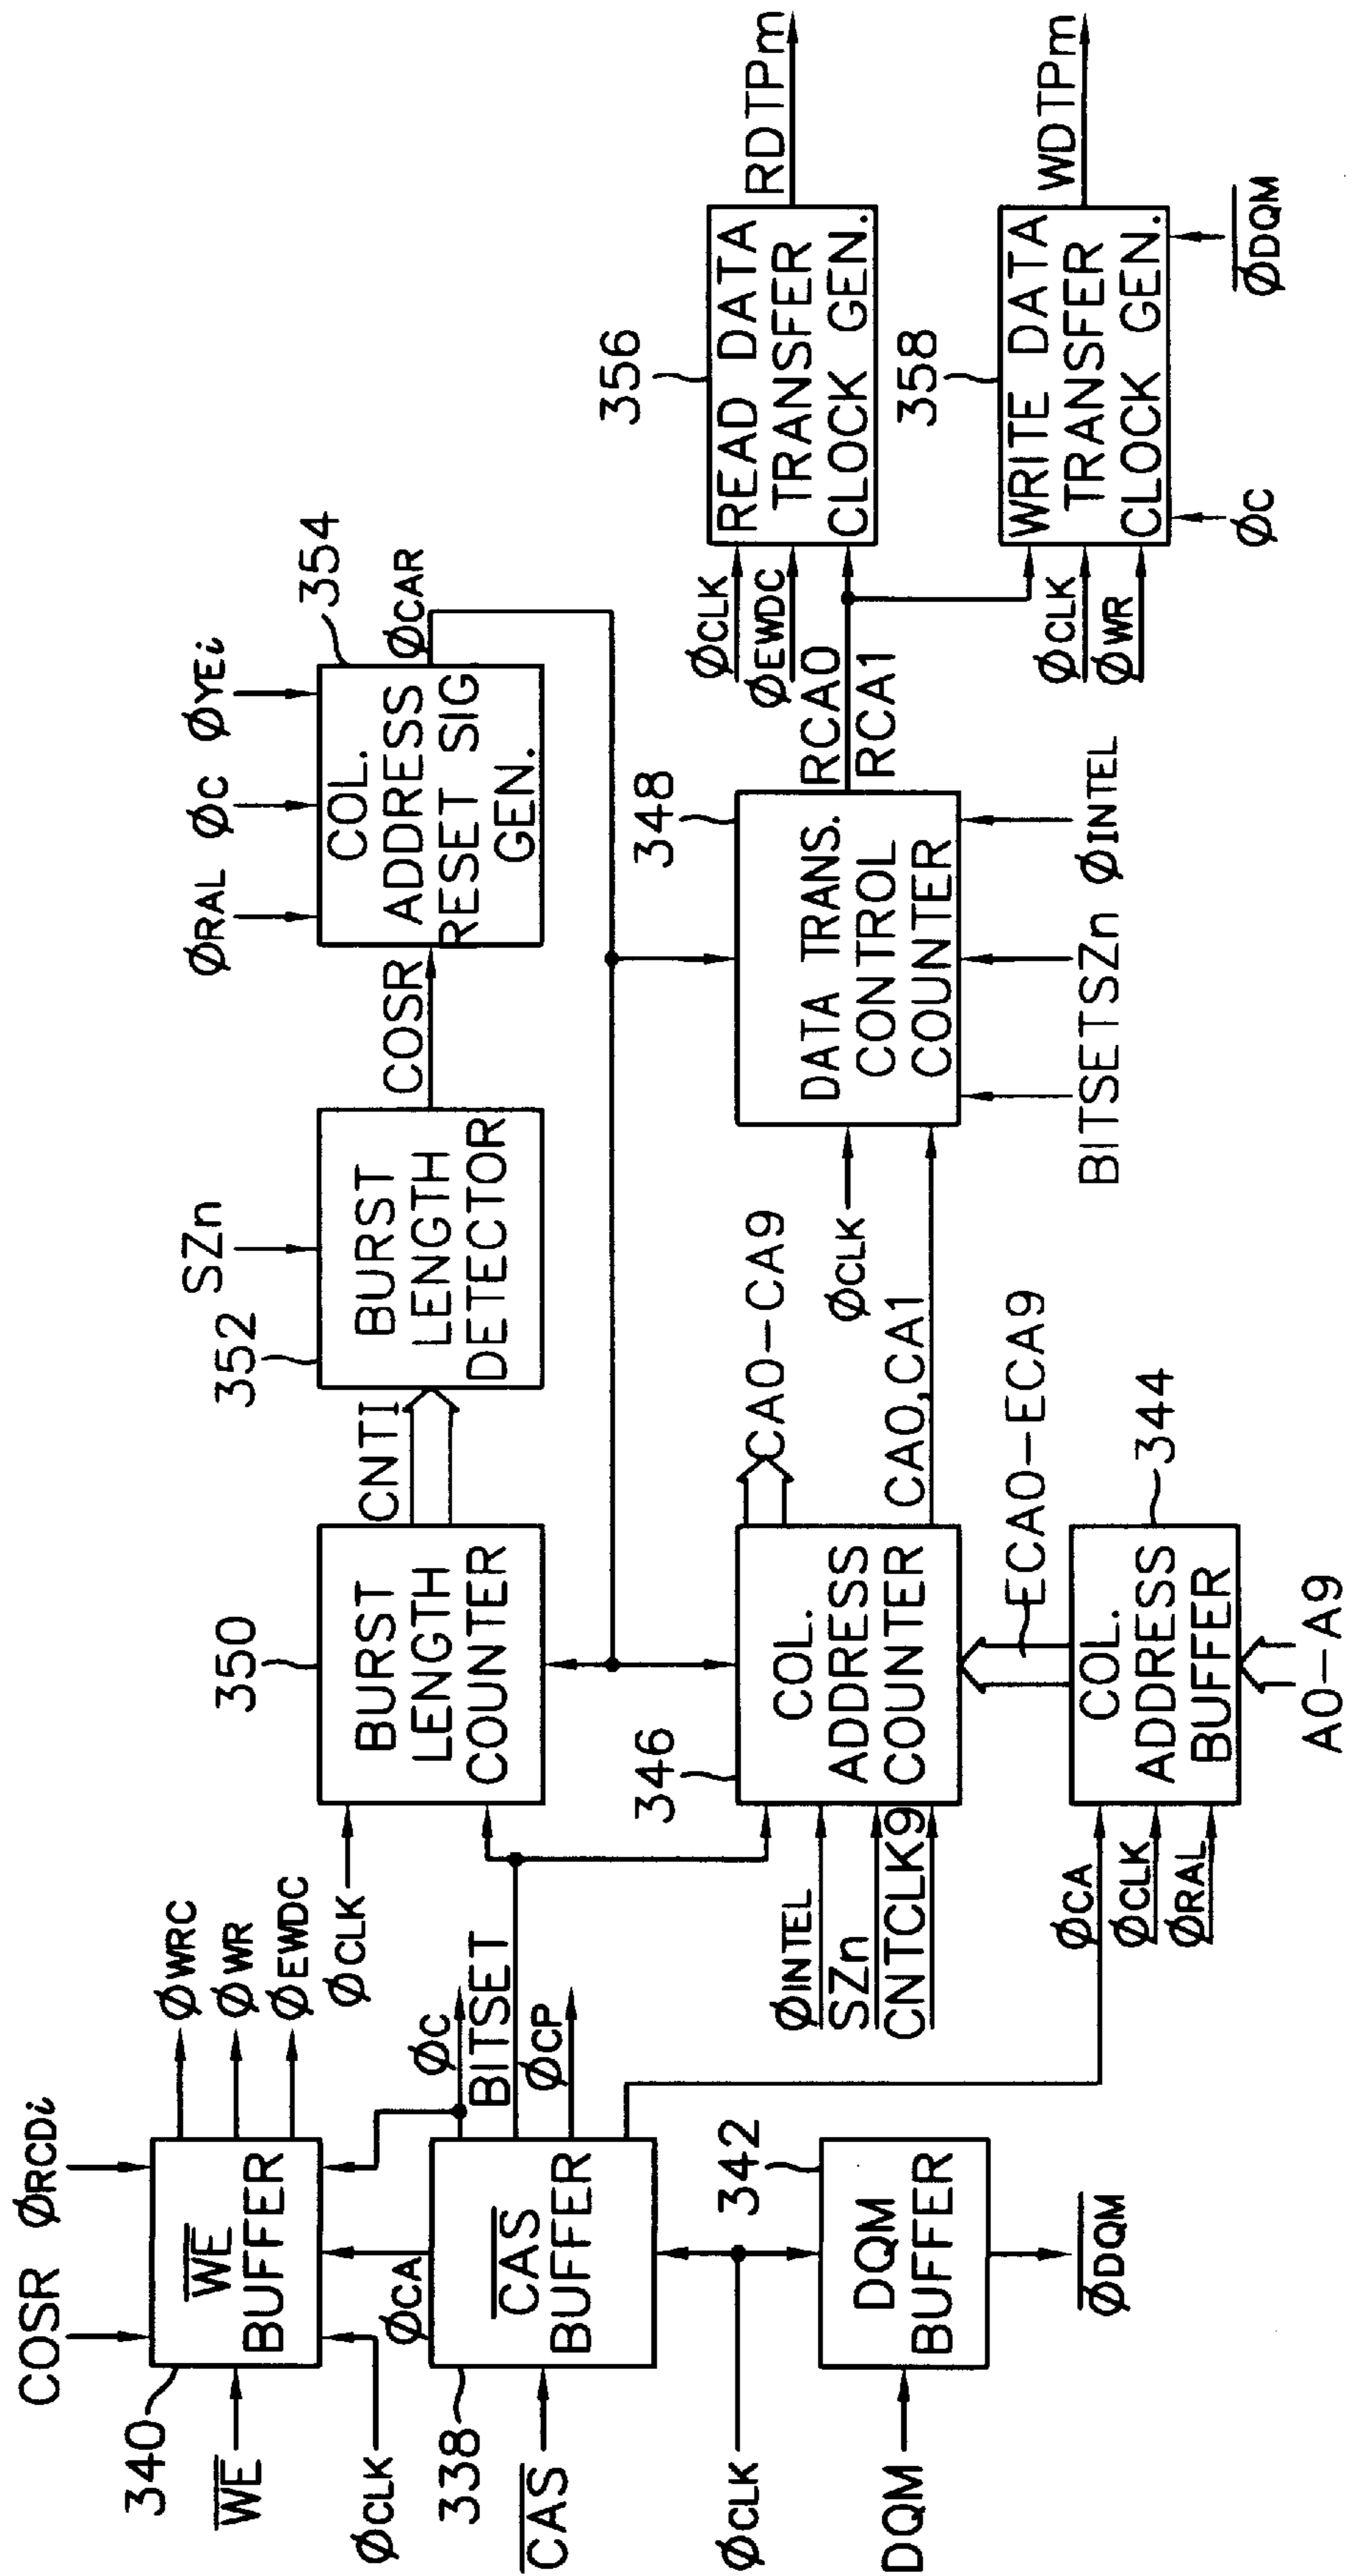 COSR
ØRCDi
340
WE
BUFFER
WE
ØCLK
ØWRC
ØWR
ØEWDC
ØCA
338
CAS
BUFFER
CAS
ØC
BITSET
ØCP
ØCLK
342
DQM
BUFFER
DQM
ØDQM
350
BURST
LENGTH
COUNTER
ØCLK
CNTI
352
SZn
BURST
LENGTH
DETECTOR
COSR
354
ØRAL
ØC
ØYEi
COL.
ADDRESS
RESET SIG
GEN.
ØCAR
346
COL.
ADDRESS
COUNTER
ØINTEL
SZn
CNTCLK9
CA0-CA9
CA0,CA1
ECA0-ECA9
344
COL.
ADDRESS
BUFFER
ØCA
ØCLK
ØRAL
A0-A9
348
DATA TRANS.
CONTROL
COUNTER
ØCLK
BITSET
SZn
ØINTEL
RCA0
RCA1
356
READ DATA
TRANSFER
CLOCK GEN.
ØCLK
ØEWDC
RDTPm
358
WRITE DATA
TRANSFER
CLOCK GEN.
ØCLK
ØWR
ØC
ØDQM
WDTPm